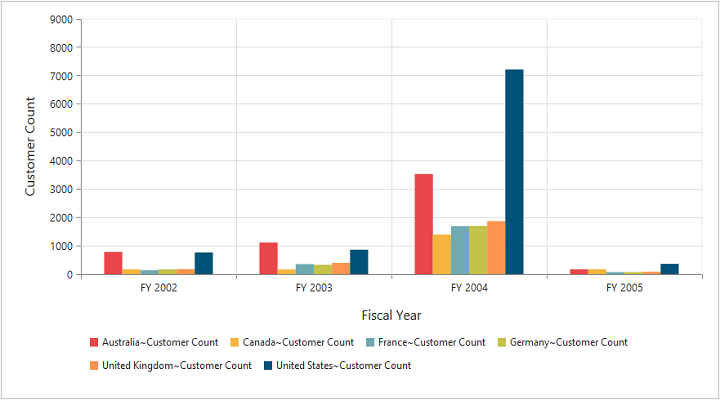 9000
8000
7000
6000
5000
4000
3000
2000
1000
0
Customer Count
FY 2002 FY 2003 FY 2004 FY 2005
Fiscal Year
Australia~Customer Count Canada~Customer Count France~Customer Count Germany~Customer Count
United Kingdom~Customer Count United States~Customer Count